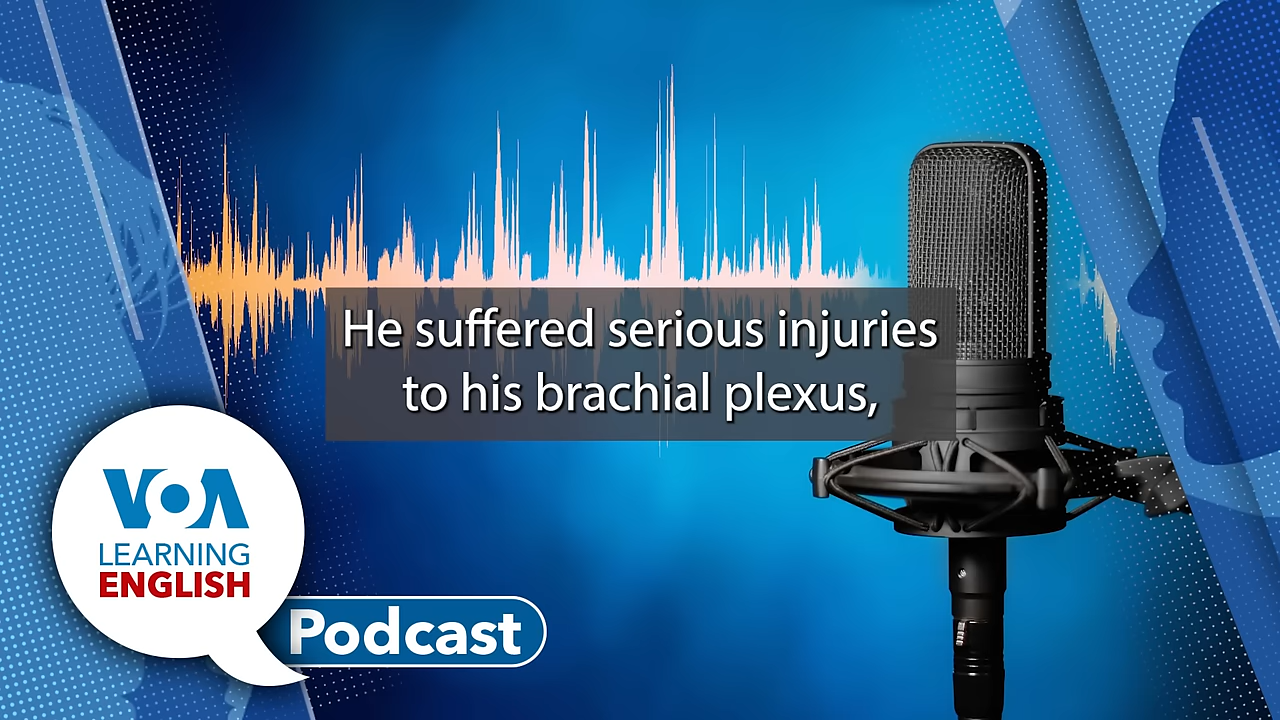 He suffered serious injuries
to his brachial plexus,
VOA
LEARNING
ENGLISH
Podcast